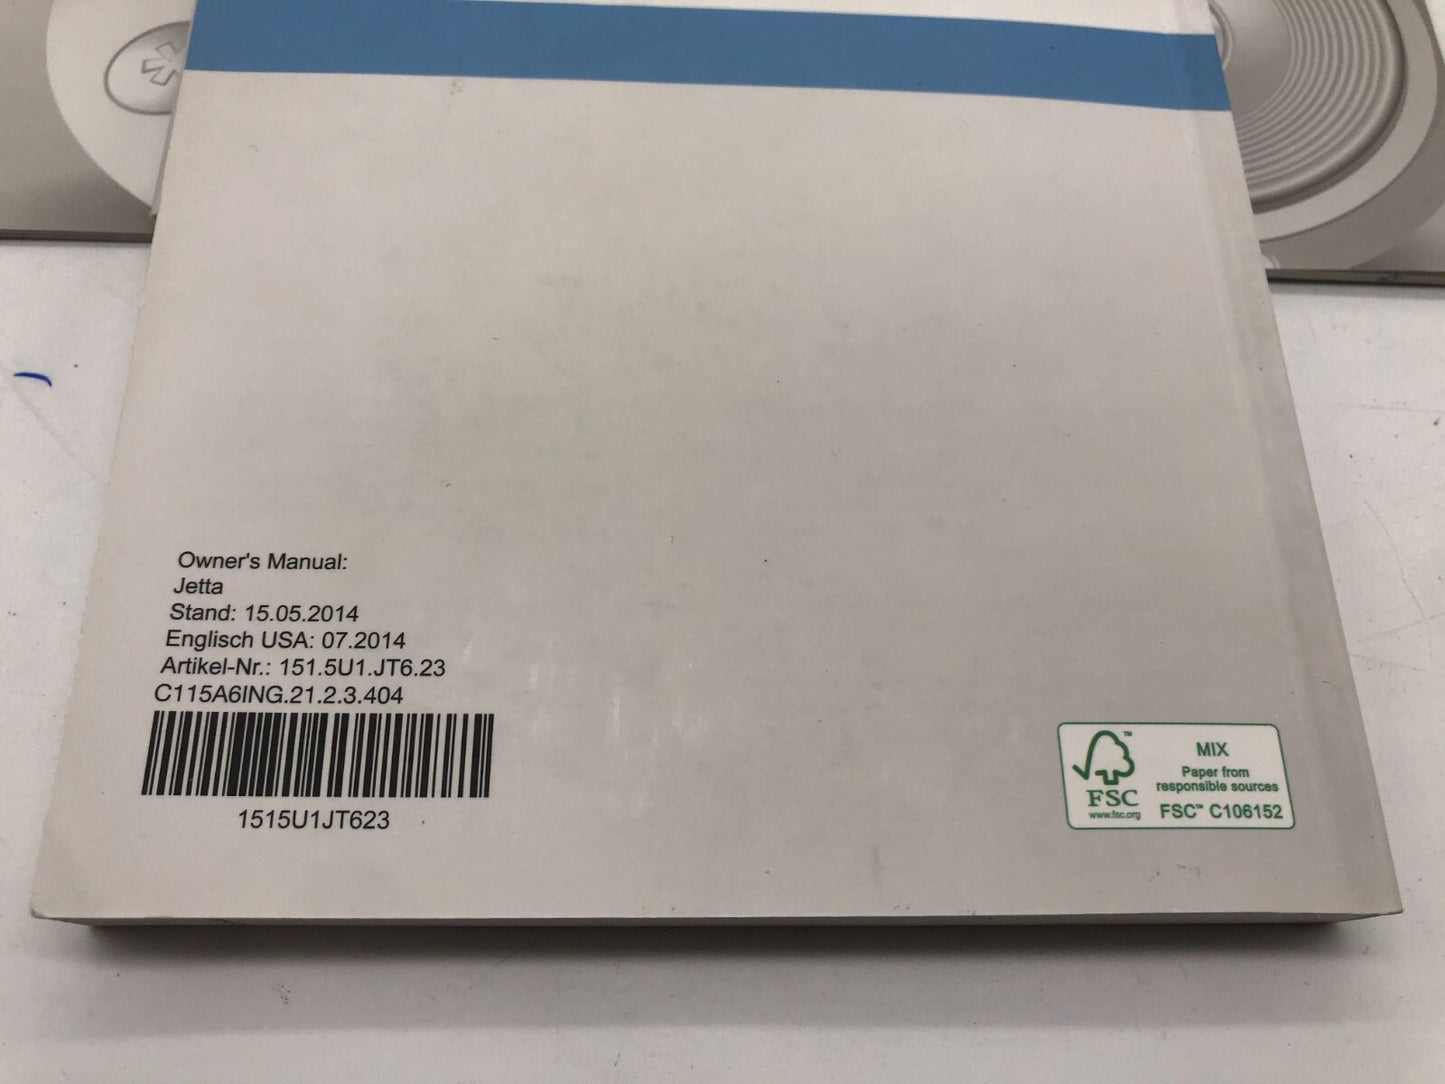 Owner's Manual:
Jetta
Stand: 15.05.2014
Englisch USA: 07.2014
Artikel-Nr.: 151.5U1.JT6.23
C115A6ING.21.2.3.404
1515U1JT623
FSC
www.fsc.org
MIX
Paper from
responsible sources
FSC™ C106152